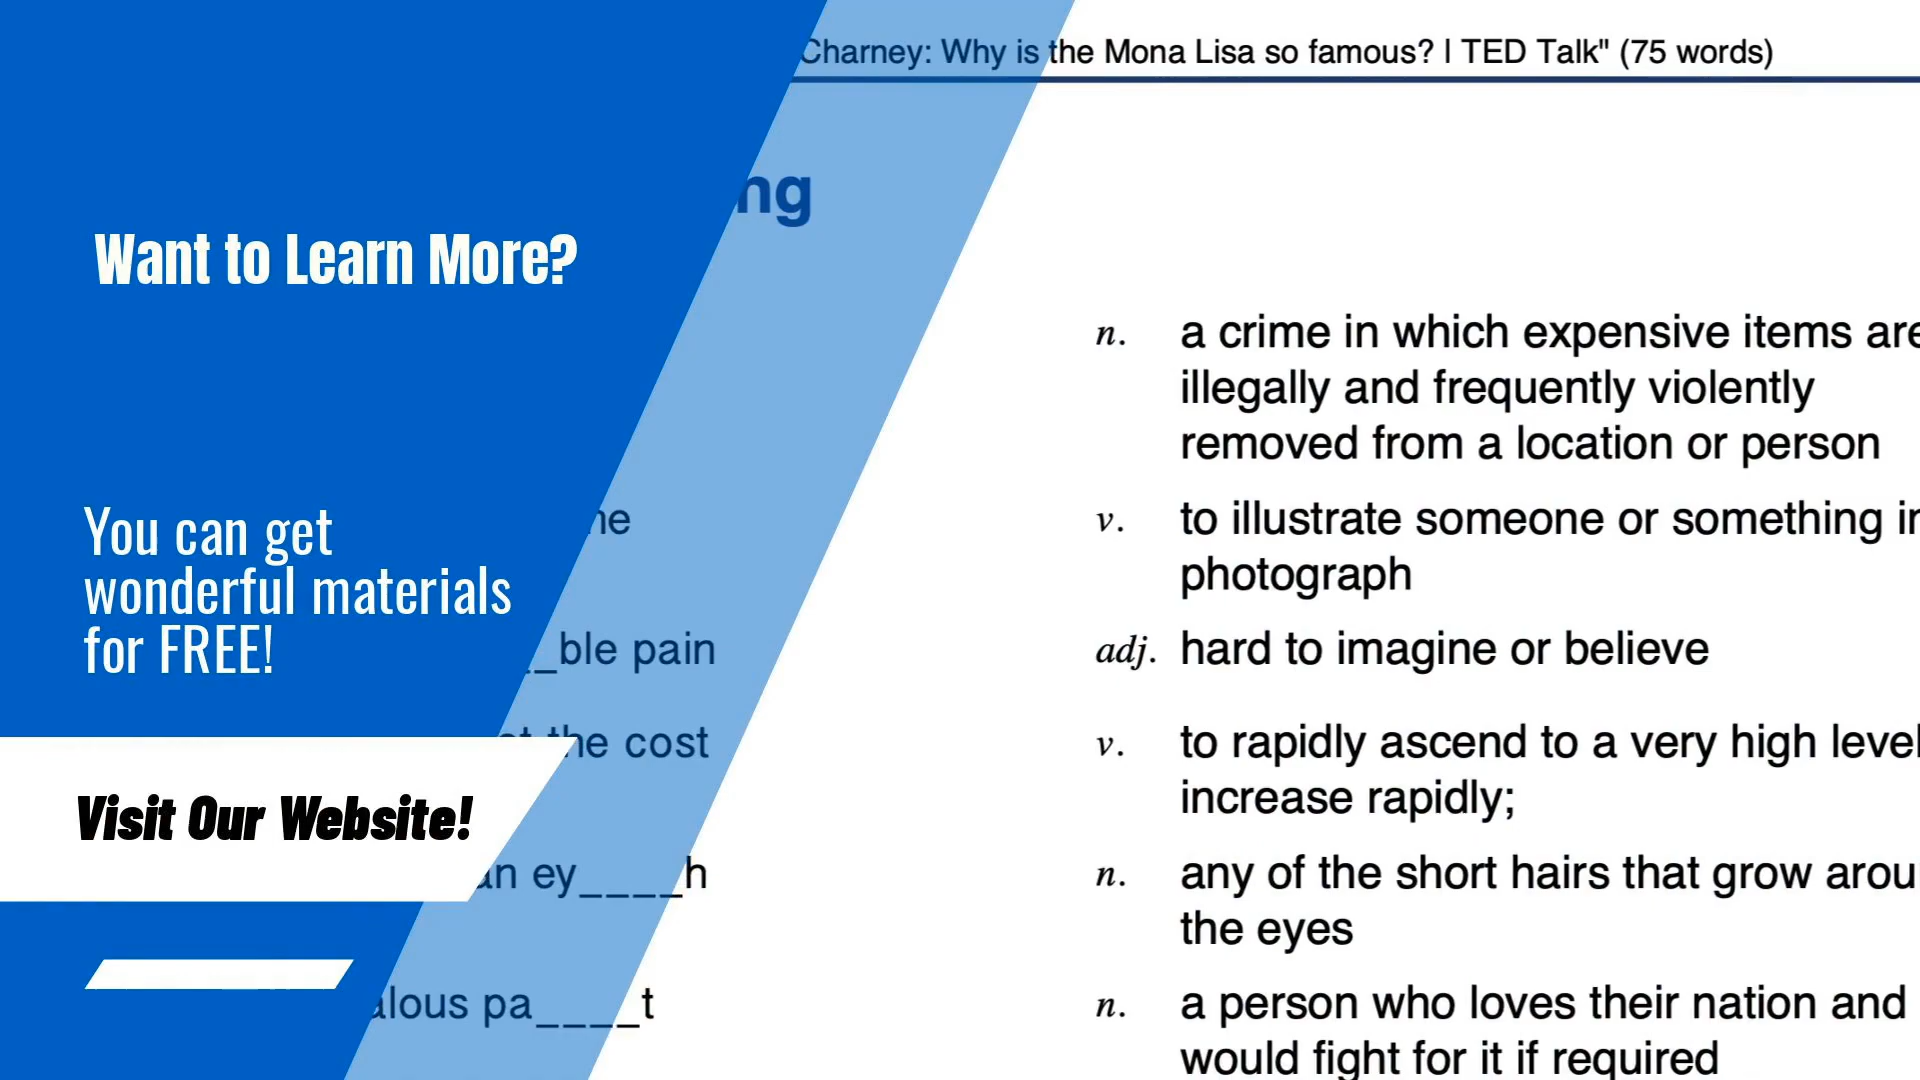 Charney: Why is the Mona Lisa so famous? | TED Talk" (75 words)
Want to Learn More?
You can get
wonderful materials
for FREE!
Visit Our Website!
n. a crime in which expensive items are
illegally and frequently violently
removed from a location or person
v. to illustrate someone or something in
photograph
_ble pain adj. hard to imagine or believe
the cost v. to rapidly ascend to a very high level
increase rapidly;
ey____h n. any of the short hairs that grow
the eyes
alous pa____t n. a person who loves their nation and
would fight for it if required